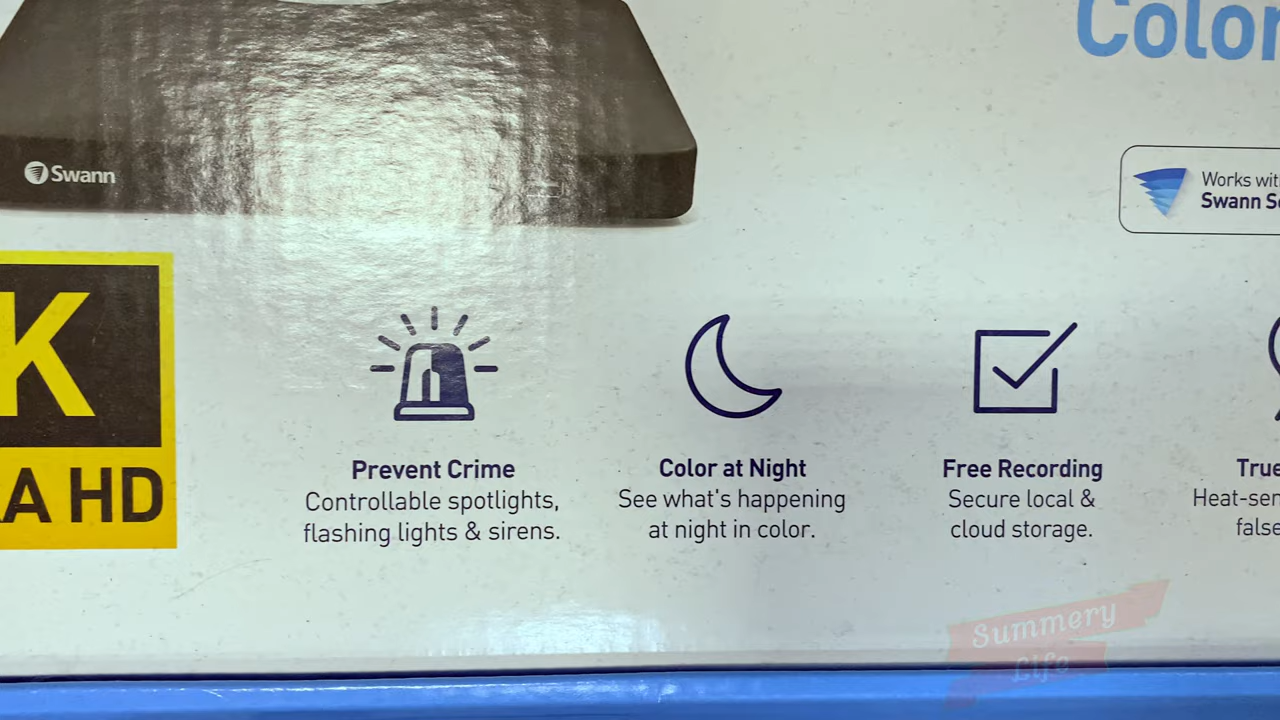 Color
Swann
Works wit
Swann S
K
A HD
Prevent Crime
Controllable spotlights,
flashing lights & sirens.
Color at Night
See what's happening
at night in color.
Free Recording
Secure local &
cloud storage.
True
Heat-sen
false
Summery
Life